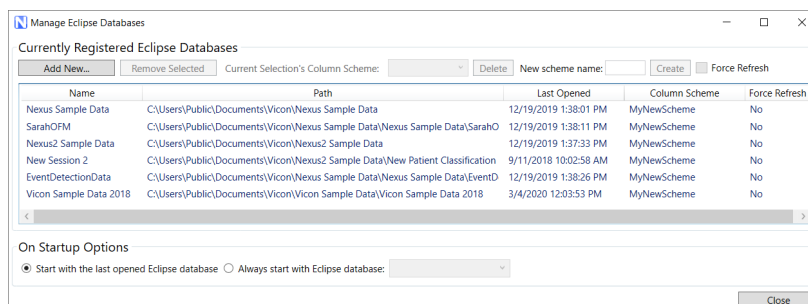 Manage Eclipse Databases
Currently Registered Eclipse Databases
Add New... Remove Selected Current Selection's Column Scheme: Delete New scheme name: Create Force Refresh
Name Path Last Opened Column Scheme Force Refresh
Nexus Sample Data C:\Users\Public\Documents\Vicon\Nexus Sample Data 12/19/2019 1:38:01 PM MyNewScheme No
SarahOFM C:\Users\Public\Documents\Vicon\Nexus Sample Data\Nexus Sample Data\SarahO 12/19/2019 1:38:11 PM MyNewScheme No
Nexus2 Sample Data C:\Users\Public\Documents\Vicon\Nexus2 Sample Data 12/19/2019 1:37:33 PM MyNewScheme No
New Session 2 C:\Users\Public\Documents\Vicon\Nexus2 Sample Data\New Patient Classification 9/11/2018 10:02:58 AM MyNewScheme No
EventDetectionData C:\Users\Public\Documents\Vicon\Nexus Sample Data\Nexus Sample Data\EventD 12/19/2019 1:38:26 PM MyNewScheme No
Vicon Sample Data 2018 C:\Users\Public\Documents\Vicon\Vicon Sample Data\Vicon Sample Data 2018 3/4/2020 12:03:53 PM MyNewScheme No
On Startup Options
Start with the last opened Eclipse database Always start with Eclipse database:
Close